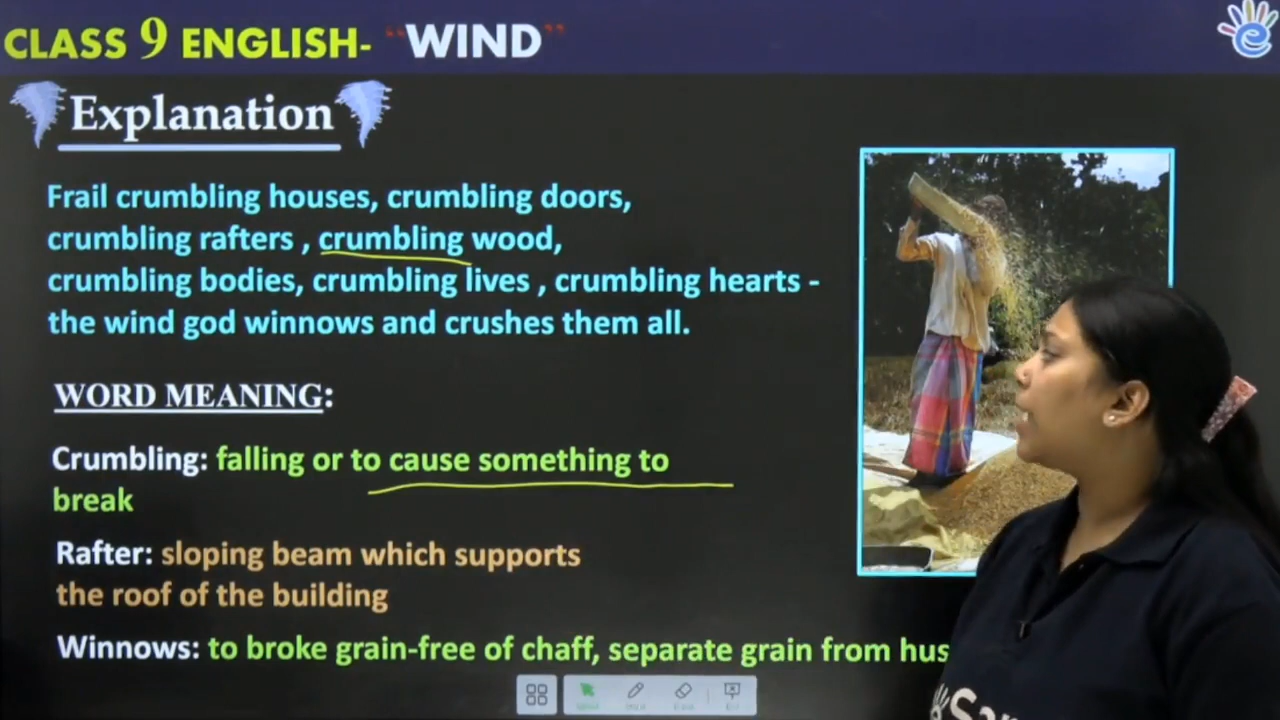 CLASS 9 ENGLISH- "WIND"
Explanation
Frail crumbling houses, crumbling doors,
crumbling rafters , crumbling wood,
crumbling bodies, crumbling lives , crumbling hearts -
the wind god winnows and crushes them all.
WORD MEANING:
Crumbling: falling or to cause something to
break
Rafter: sloping beam which supports
the roof of the building
Winnows: to broke grain-free of chaff, separate grain from hus